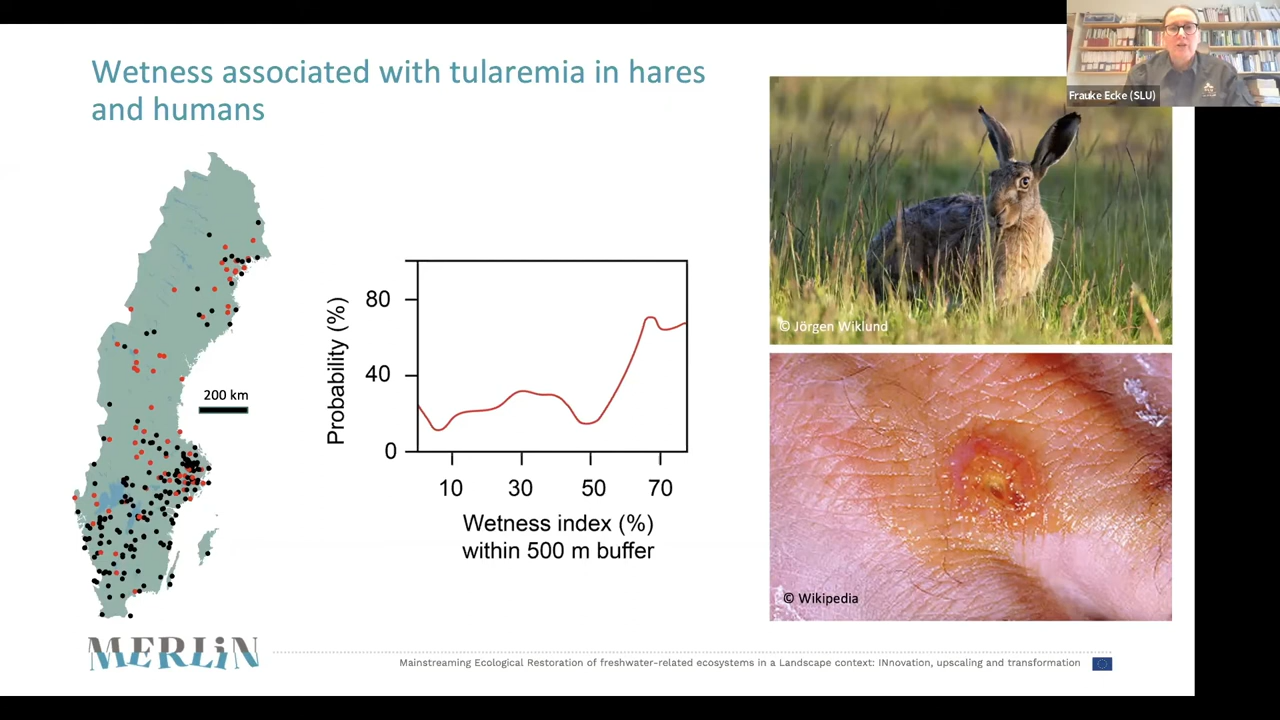 Wetness associated with tularemia in hares
and humans
Frauke Ecke (SLU)
© Jörgen Wiklund
200 km
80
40
0
Probability (%)
10 30 50 70
Wetness index (%)
within 500 m buffer
© Wikipedia
MERLiN
Mainstreaming Ecological Restoration of freshwater-related ecosystems in a Landscape context: INnovation, upscaling and transformation